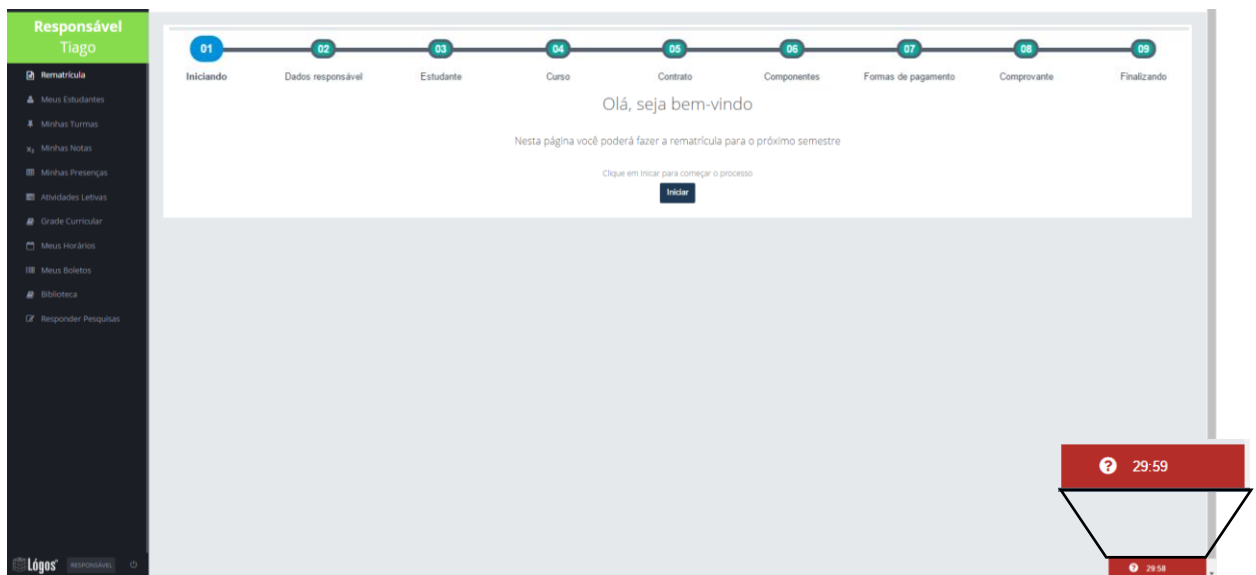 Responsável
Tiago
Rematrícula
Meus Estudantes
Minhas Turmas
Minhas Notas
Minhas Presenças
Atividades Letivas
Grade Curricular
Meus Horários
Meus Boletos
Biblioteca
Responder Pesquisas
Lógos
RESPONSÁVEL
01 02 03 04 05 06 07 08 09
Iniciando Dados responsável Estudante Curso Contrato Componentes Formas de pagamento Comprovante Finalizando
Olá, seja bem-vindo
Nesta página você poderá fazer a rematrícula para o próximo semestre
Clique em Inicar para começar o processo
Iniciar
29:59
29:58